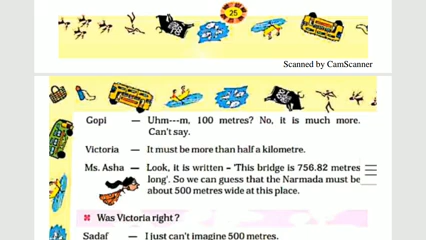 25
Scanned by CamScanner
Gopi — Uhm---m, 100 metres? No, it is much more.
Can't say.
Victoria — It must be more than half a kilometre.
Ms. Asha — Look, it is written – 'This bridge is 756.82 metres
long'. So we can guess that the Narmada must be
about 500 metres wide at this place.
Was Victoria right ?
Sadaf — I just can't imagine 500 metres.